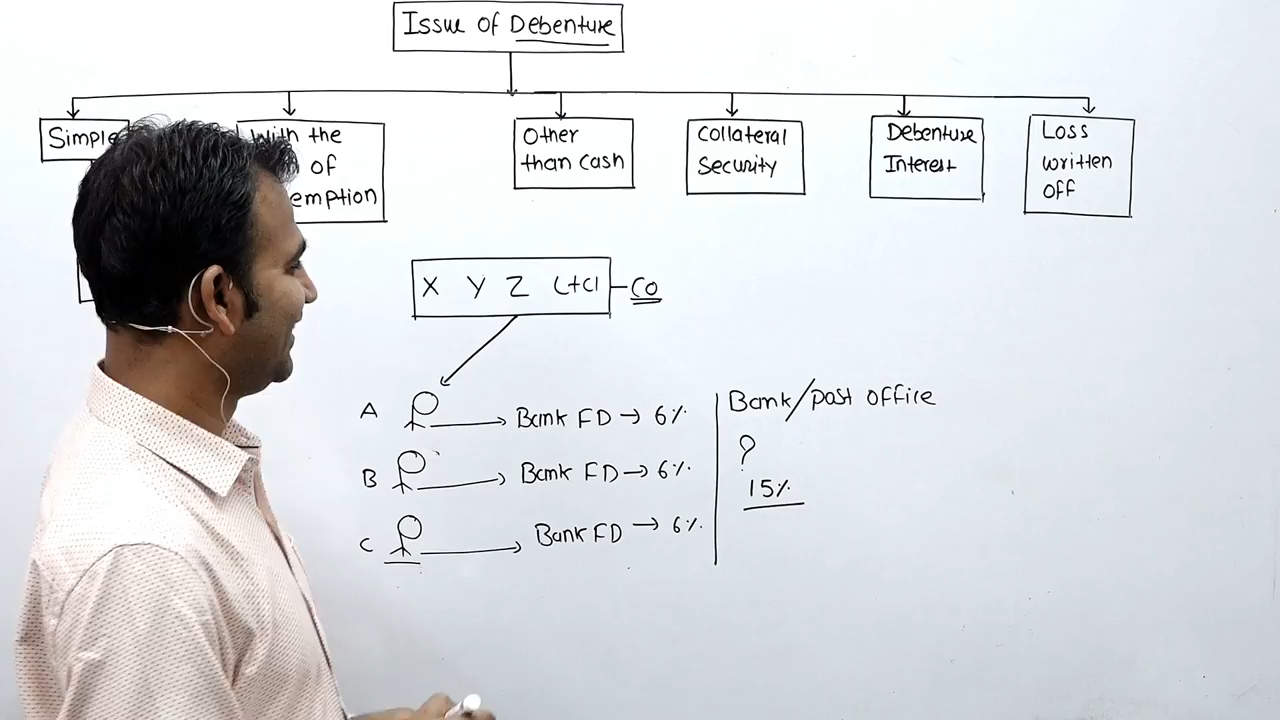 Issue of Debenture
Simple
With the
of
emption
Other
than cash
Collateral
Security
Debenture
Interest
Loss
written
off
X Y Z Ltd
CO
A
Bank FD → 6%
B
Bank FD → 6%
C
Bank FD → 6%
Bank/post office
?
15%